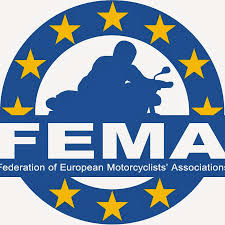 FEMA
Federation of European Motorcyclists' Associations